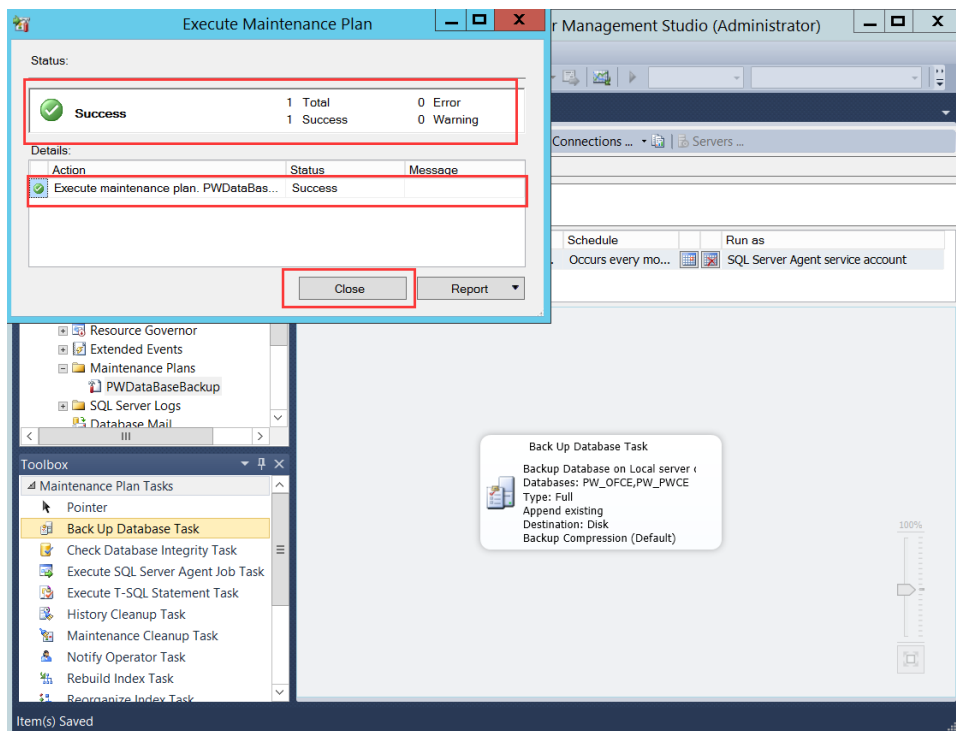 Execute Maintenance Plan
r Management Studio (Administrator)
Status:
Success
1 Total 0 Error
1 Success 0 Warning
Details:
Action Status Message
Execute maintenance plan. PWDataBas... Success
Close Report
Connections ... Servers ...
Schedule Run as
. Occurs every mo... SQL Server Agent service account
Resource Governor
Extended Events
Maintenance Plans
PWDataBaseBackup
SQL Server Logs
Database Mail
Toolbox
Maintenance Plan Tasks
Pointer
Back Up Database Task
Check Database Integrity Task
Execute SQL Server Agent Job Task
Execute T-SQL Statement Task
History Cleanup Task
Maintenance Cleanup Task
Notify Operator Task
Rebuild Index Task
Reorganize Index Task
Back Up Database Task
Backup Database on Local server c
Databases: PW_OFCE,PW_PWCE
Type: Full
Append existing
Destination: Disk
Backup Compression (Default)
100%
Item(s) Saved